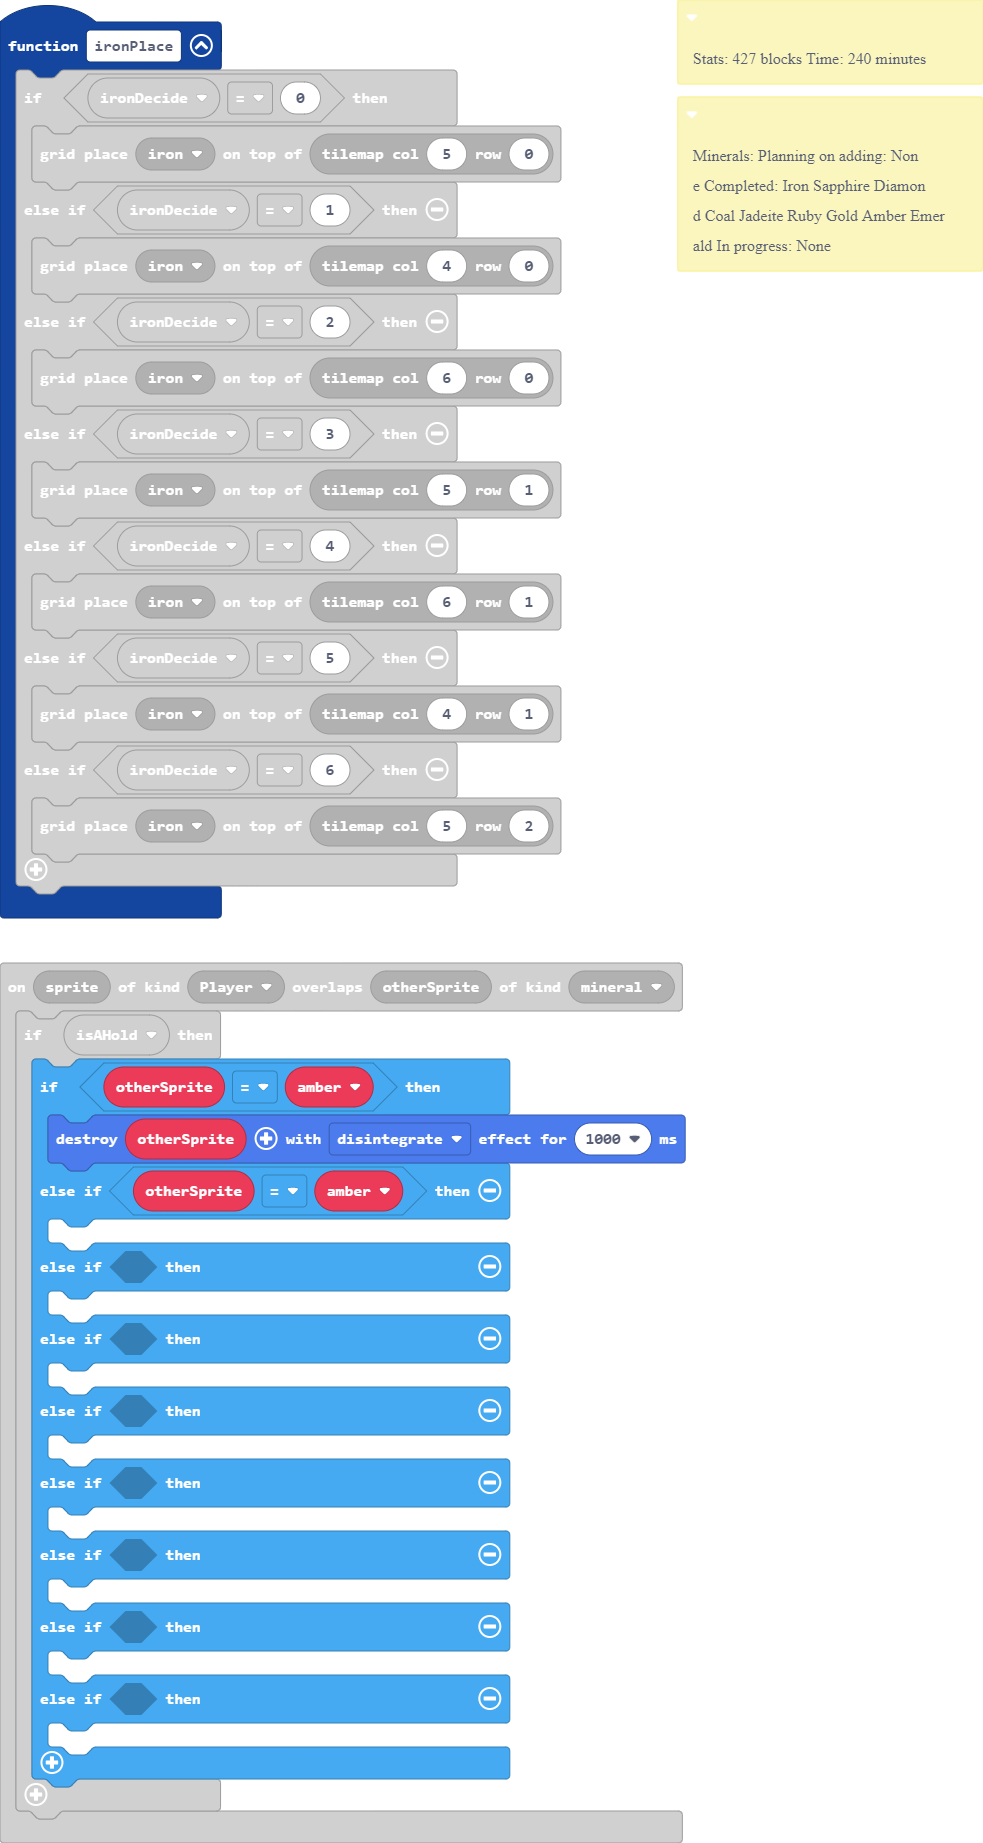 function ironPlace
if ironDecide = 0 then
grid place iron on top of tilemap col 5 row 0
else if ironDecide = 1 then
grid place iron on top of tilemap col 4 row 0
else if ironDecide = 2 then
grid place iron on top of tilemap col 6 row 0
else if ironDecide = 3 then
grid place iron on top of tilemap col 5 row 1
else if ironDecide = 4 then
grid place iron on top of tilemap col 6 row 1
else if ironDecide = 5 then
grid place iron on top of tilemap col 4 row 1
else if ironDecide = 6 then
grid place iron on top of tilemap col 5 row 2
Stats: 427 blocks Time: 240 minutes
Minerals: Planning on adding: Non
e Completed: Iron Sapphire Diamon
d Coal Jadeite Ruby Gold Amber Emer
ald In progress: None
on sprite of kind Player overlaps otherSprite of kind mineral
if isAHold then
if otherSprite = amber then
destroy otherSprite with disintegrate effect for 1000 ms
else if otherSprite = amber then
else if then
else if then
else if then
else if then
else if then
else if then
else if then